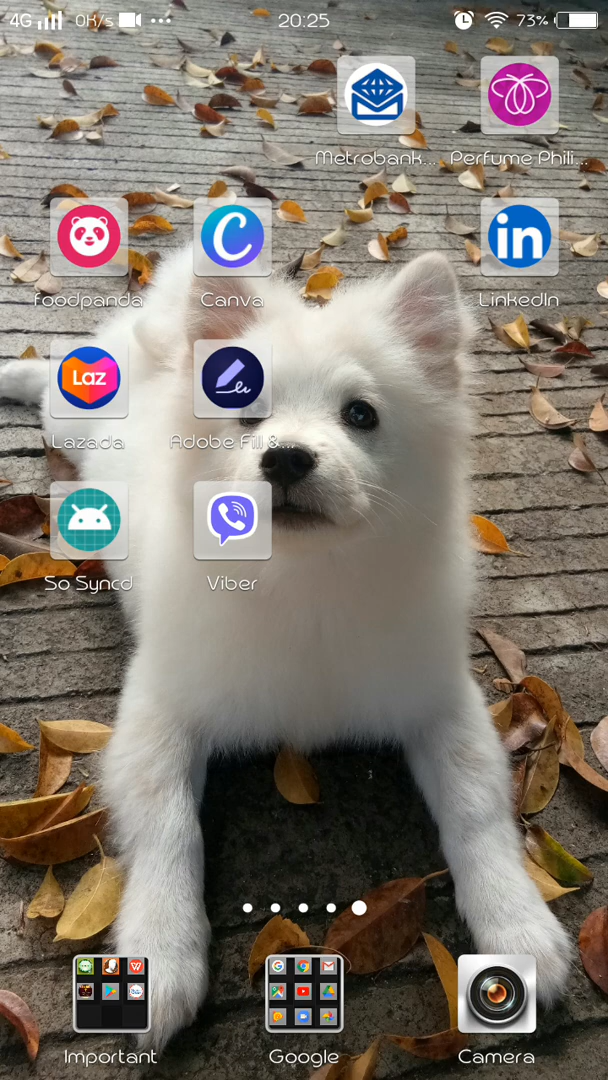 4G 0K/s 20:25 73%
Metrobank... Perfume Phili...
foodpanda Canva LinkedIn
Laz
Lazada Adobe Fill &...
So Syncd Viber
Important Google Camera